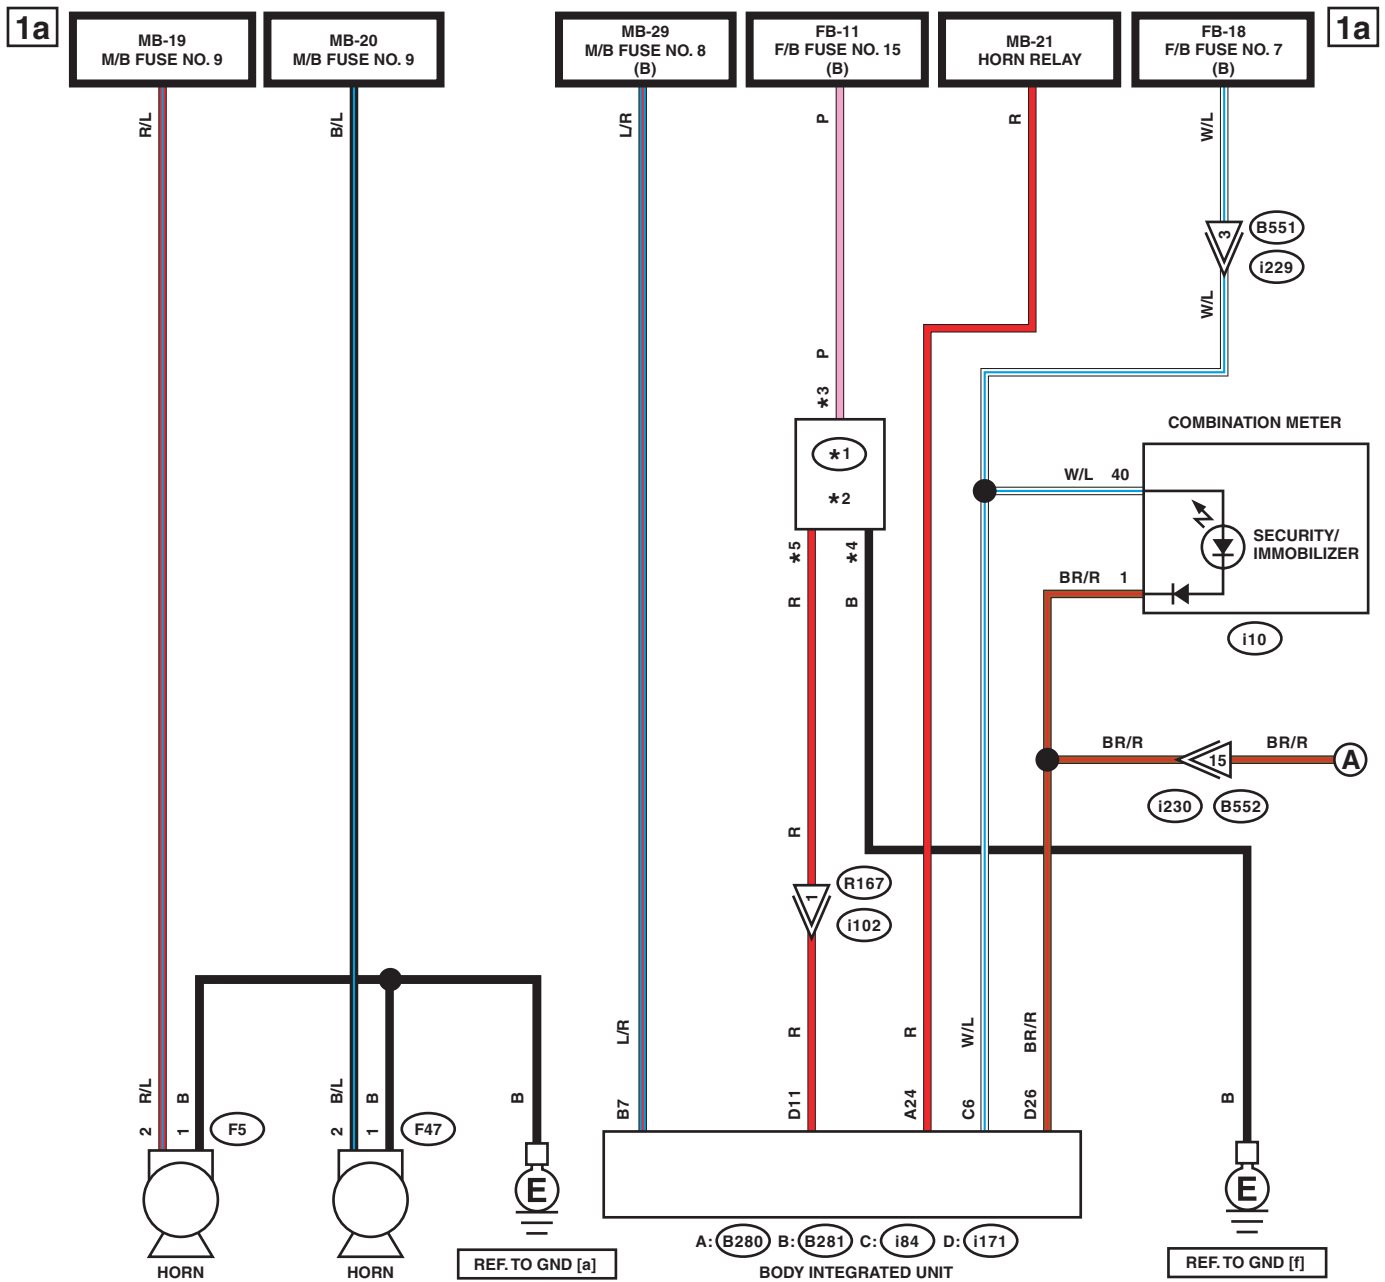 1a
MB-19
M/B FUSE NO. 9
MB-20
M/B FUSE NO. 9
MB-29
M/B FUSE NO. 8
(B)
FB-11
F/B FUSE NO. 15
(B)
MB-21
HORN RELAY
FB-18
F/B FUSE NO. 7
(B)
1a
R/L
B/L
L/R
P
R
W/L
3
B551
i229
W/L
P
*3
*1
*2
*5
*4
R
B
COMBINATION METER
W/L 40
SECURITY/
IMMOBILIZER
BR/R 1
i10
BR/R
15
BR/R
A
i230
B552
R
1
R167
i102
L/R
R
R
W/L
BR/R
R/L
B
B/L
B
B
B7
D11
A24
C6
D26
B
2
1
F5
2
1
F47
E
E
A: B280 B: B281 C: i84 D: i171
HORN
HORN
REF. TO GND [a]
BODY INTEGRATED UNIT
REF. TO GND [f]